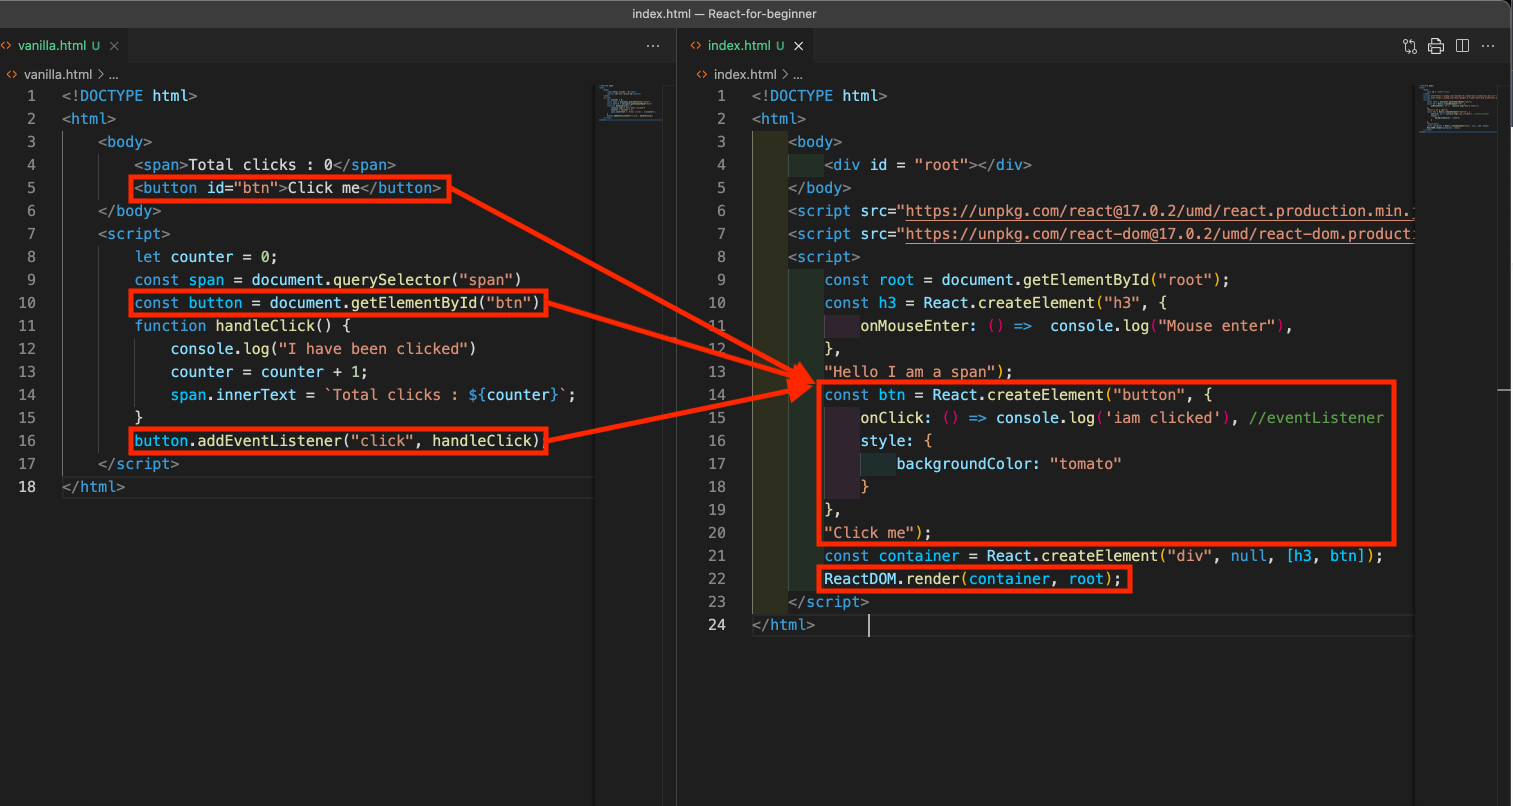 index.html — React-for-beginner
vanilla.html U
index.html U
vanilla.html > ...
1 <!DOCTYPE html>
2 <html>
3 <body>
4 <span>Total clicks : 0</span>
5 <button id="btn">Click me</button>
6 </body>
7 <script>
8 let counter = 0;
9 const span = document.querySelector("span")
10 const button = document.getElementById("btn")
11 function handleClick() {
12 console.log("I have been clicked")
13 counter = counter + 1;
14 span.innerText = `Total clicks : ${counter}`;
15 }
16 button.addEventListener("click", handleClick)
17 </script>
18 </html>
index.html > ...
1 <!DOCTYPE html>
2 <html>
3 <body>
4 <div id = "root"></div>
5 </body>
6 <script src="https://unpkg.com/react@17.0.2/umd/react.production.min.
7 <script src="https://unpkg.com/react-dom@17.0.2/umd/react-dom.producti
8 <script>
9 const root = document.getElementById("root");
10 const h3 = React.createElement("h3", {
11 onMouseEnter: () => console.log("Mouse enter"),
12 },
13 "Hello I am a span");
14 const btn = React.createElement("button", {
15 onClick: () => console.log('iam clicked'), //eventListener
16 style: {
17 backgroundColor: "tomato"
18 }
19 },
20 "Click me");
21 const container = React.createElement("div", null, [h3, btn]);
22 ReactDOM.render(container, root);
23 </script>
24 </html>